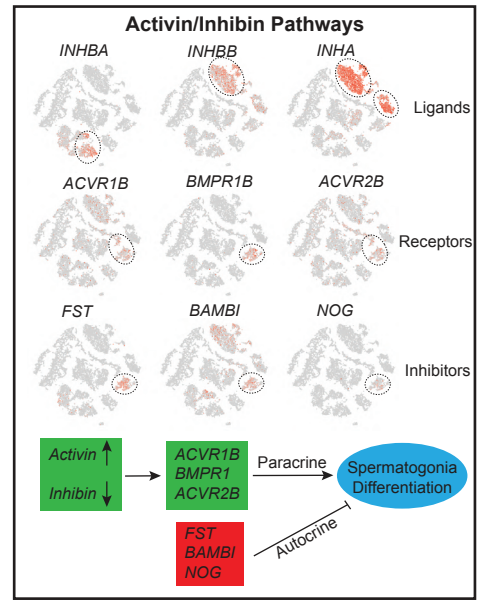 Activin/Inhibin Pathways
INHBA INHBB INHA
Ligands
ACVR1B BMPR1B ACVR2B
Receptors
FST BAMBI NOG
Inhibitors
Activin
Inhibin
ACVR1B
BMPR1
ACVR2B
Paracrine
Spermatogonia
Differentiation
FST
BAMBI
NOG
Autocrine